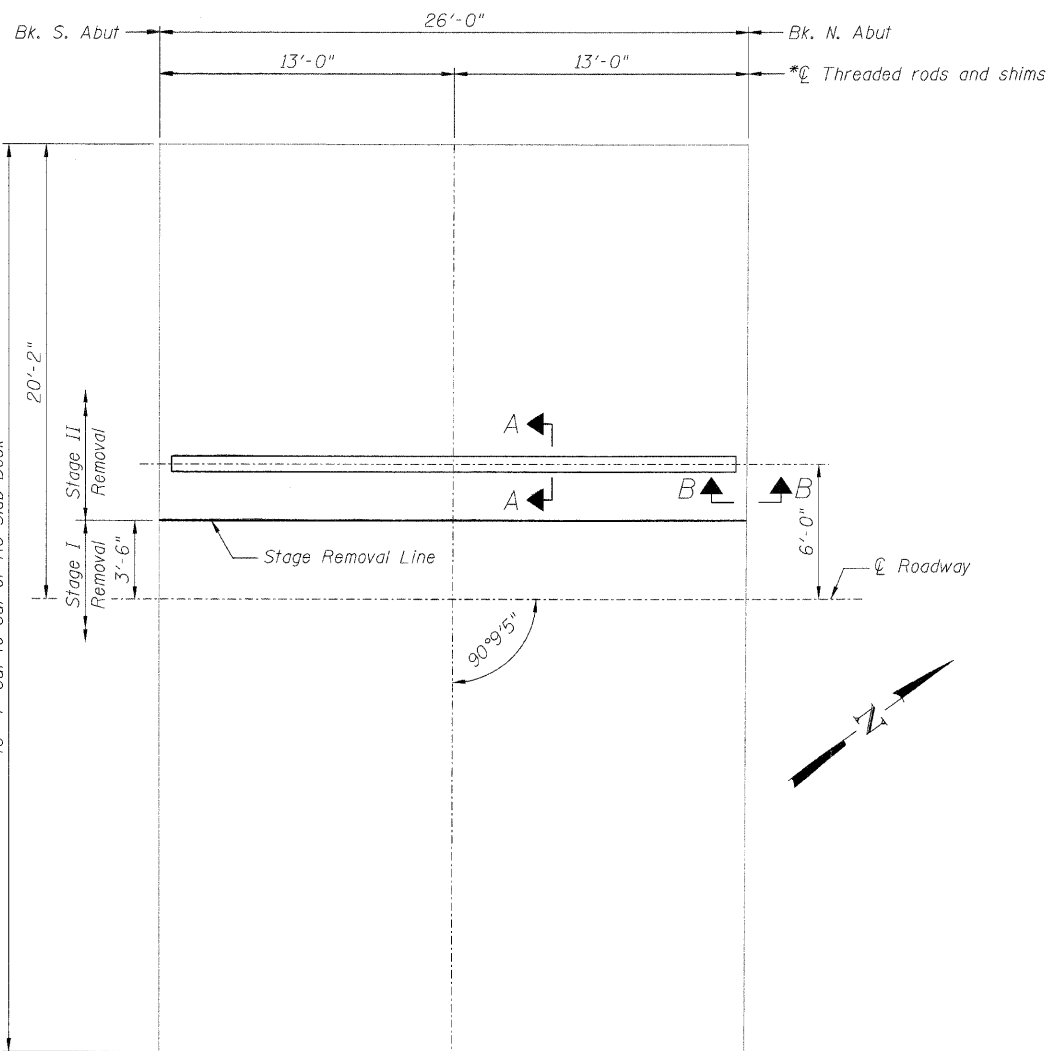 26'-0"
Bk. S. Abut
Bk. N. Abut
13'-0"
13'-0"
*℄ Threaded rods and shims
20'-2"
Stage II
Removal
A
A
B
B
6'-0"
Stage Removal Line
Stage I
Removal
3'-6"
℄ Roadway
90°9'5"
N